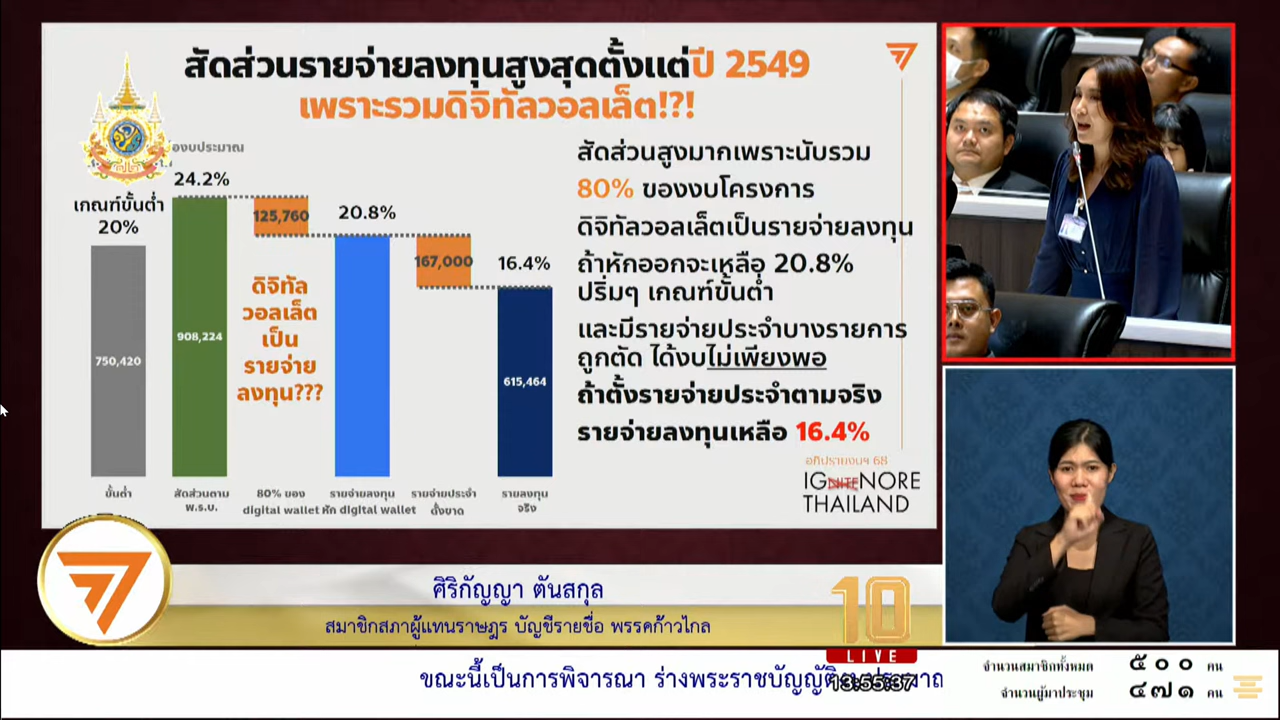 สัดส่วนรายจ่ายลงทุนสูงสุดตั้งแต่ปี 2549
เพราะรวมดิจิทัลวอลเล็ต!?!
องบประมาณ
24.2%
เกณฑ์ขั้นต่ำ
20%
125,760
20.8%
167,000
16.4%
750,420
908,224
615,464
ดิจิทัล
วอลเล็ต
เป็น
รายจ่าย
ลงทุน???
ขั้นต่ำ
สัดส่วนตาม
พ.ร.บ.
80% ของ
digital wallet
รายจ่ายลงทุน
หัก digital wallet
รายจ่ายประจำ
ตั้งขาด
รายลงทุน
จริง
สัดส่วนสูงมากเพราะนับรวม
80% ของงบโครงการ
ดิจิทัลวอลเล็ตเป็นรายจ่ายลงทุน
ถ้าหักออกจะเหลือ 20.8%
ปริ่มๆ เกณฑ์ขั้นต่ำ
และมีรายจ่ายประจำบางรายการ
ถูกตัด ได้งบไม่เพียงพอ
ถ้าตั้งรายจ่ายประจำตามจริง
รายจ่ายลงทุนเหลือ 16.4%
อภิปรายงบฯ 68
IGNITENORE
THAILAND
ศิริกัญญา ตันสกุล
สมาชิกสภาผู้แทนราษฎร บัญชีรายชื่อ พรรคก้าวไกล
10
LIVE
13:55:37
ขณะนี้เป็นการพิจารณา ร่างพระราชบัญญัติ
จำนวนสมาชิกทั้งหมด ๕๐๐ คน
จำนวนผู้มาประชุม ๔๗๑ คน